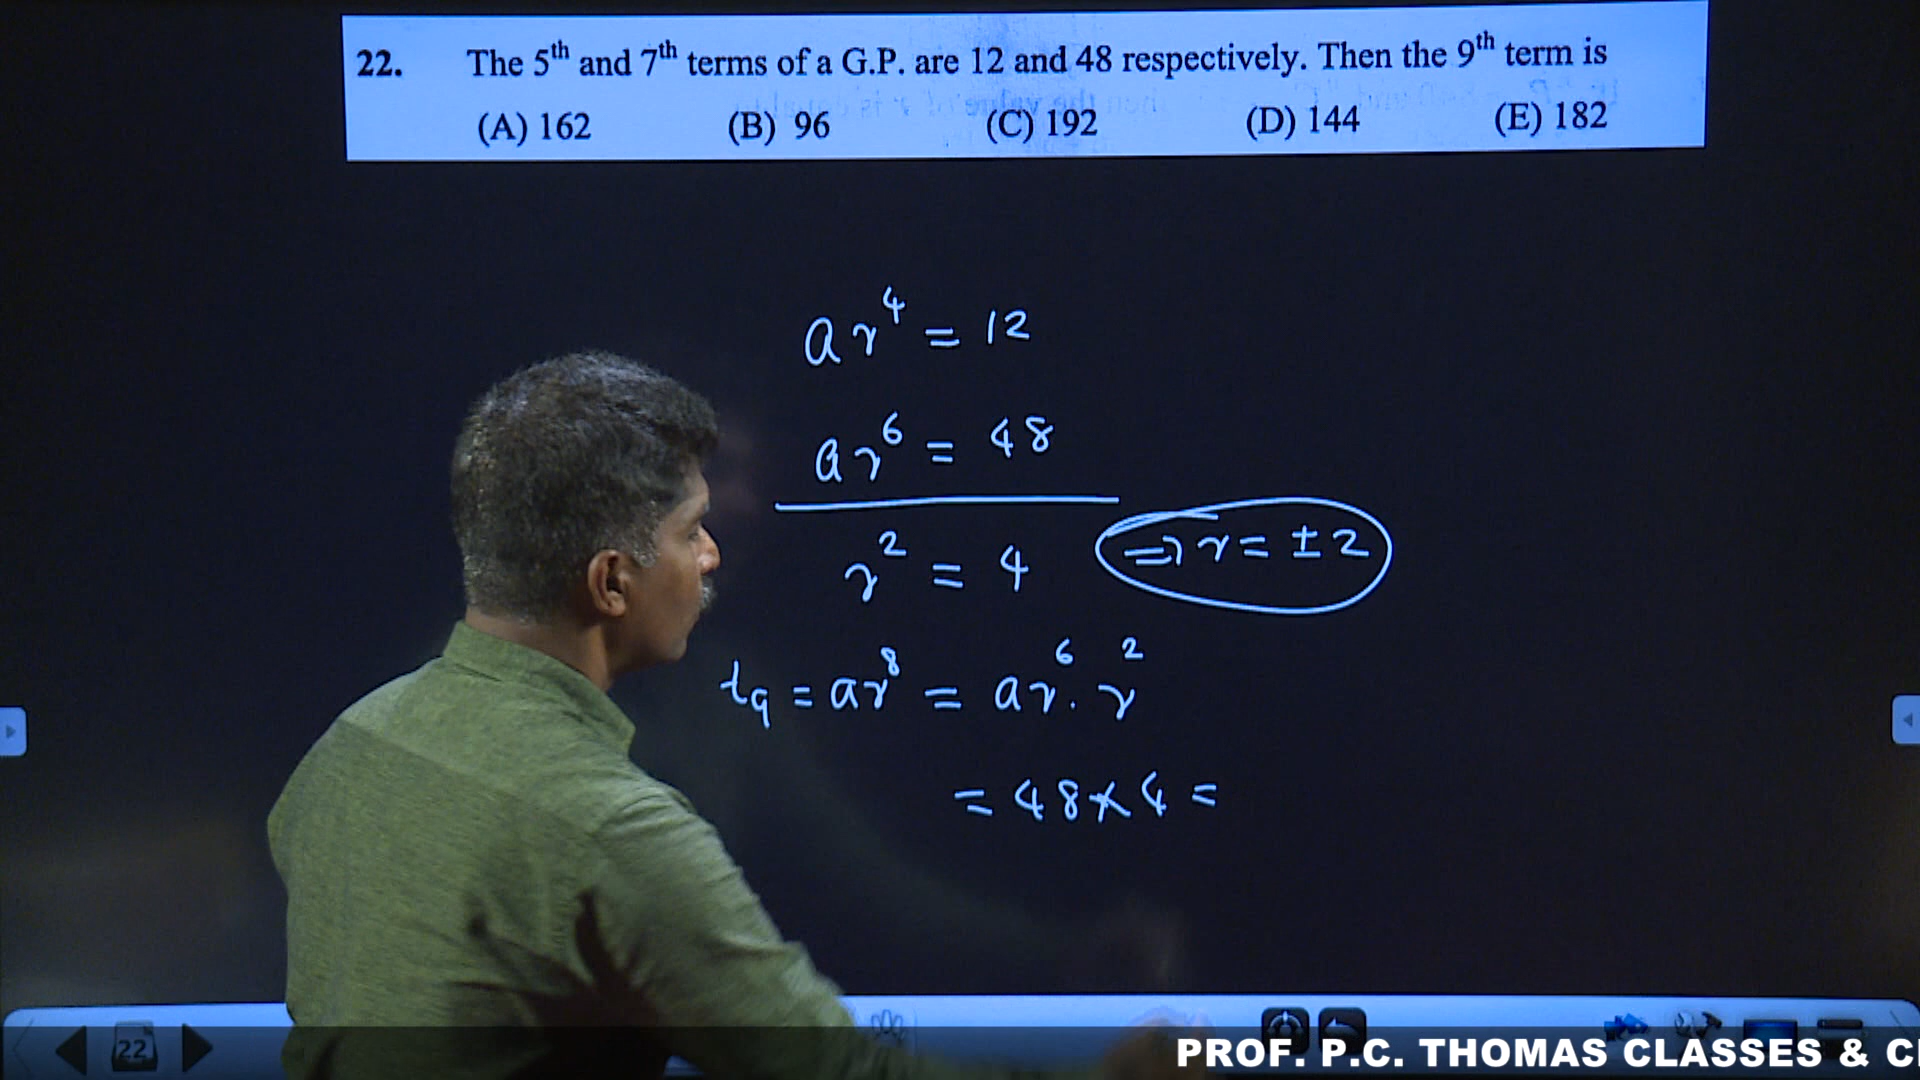 22. The 5th and 7th terms of a G.P. are 12 and 48 respectively. Then the 9th term is
(A) 162 (B) 96 (C) 192 (D) 144 (E) 182
ar⁴ = 12
ar⁶ = 48
r² = 4 ⇒ r = ±2
t₉ = ar⁸ = ar⁶ . r²
= 48 × 4 =
22
PROF. P.C. THOMAS CLASSES &